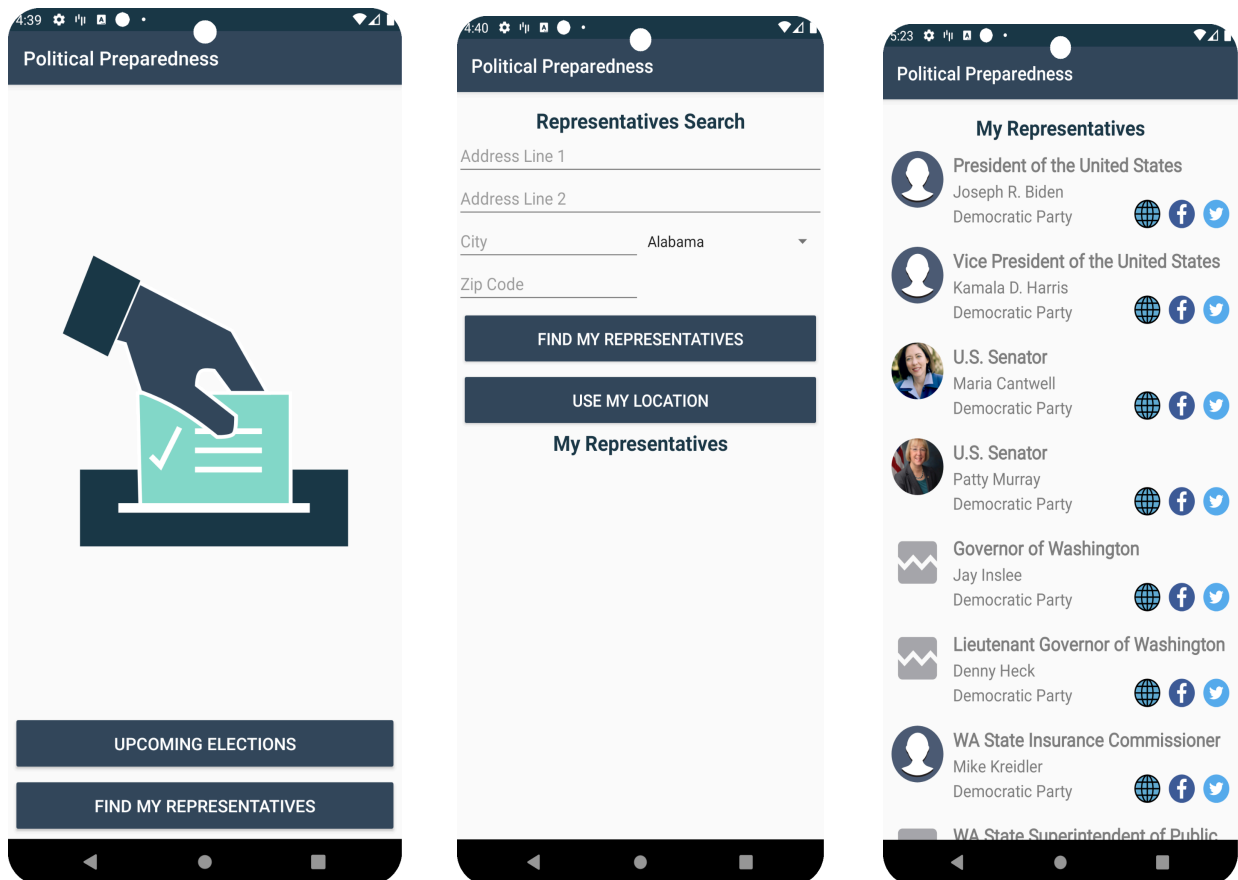 4:39
Political Preparedness
UPCOMING ELECTIONS
FIND MY REPRESENTATIVES
4:40
Political Preparedness
Representatives Search
Address Line 1
Address Line 2
City
Alabama
Zip Code
FIND MY REPRESENTATIVES
USE MY LOCATION
My Representatives
5:23
Political Preparedness
My Representatives
President of the United States
Joseph R. Biden
Democratic Party
Vice President of the United States
Kamala D. Harris
Democratic Party
U.S. Senator
Maria Cantwell
Democratic Party
U.S. Senator
Patty Murray
Democratic Party
Governor of Washington
Jay Inslee
Democratic Party
Lieutenant Governor of Washington
Denny Heck
Democratic Party
WA State Insurance Commissioner
Mike Kreidler
Democratic Party
WA State Superintendent of Public